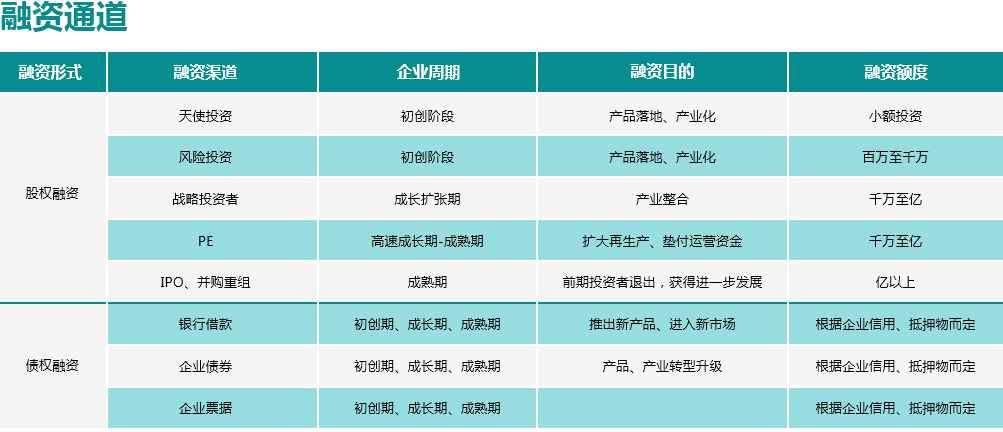 融资通道
融资形式 融资渠道 企业周期 融资目的 融资额度
天使投资 初创阶段 产品落地、产业化 小额投资
风险投资 初创阶段 产品落地、产业化 百万至千万
股权融资 战略投资者 成长扩张期 产业整合 千万至亿
PE 高速成长期-成熟期 扩大再生产、垫付运营资金 千万至亿
IPO、并购重组 成熟期 前期投资者退出，获得进一步发展 亿以上
银行借款 初创期、成长期、成熟期 推出新产品、进入新市场 根据企业信用、抵押物而定
债权融资 企业债券 初创期、成长期、成熟期 产品、产业转型升级 根据企业信用、抵押物而定
企业票据 初创期、成长期、成熟期 根据企业信用、抵押物而定